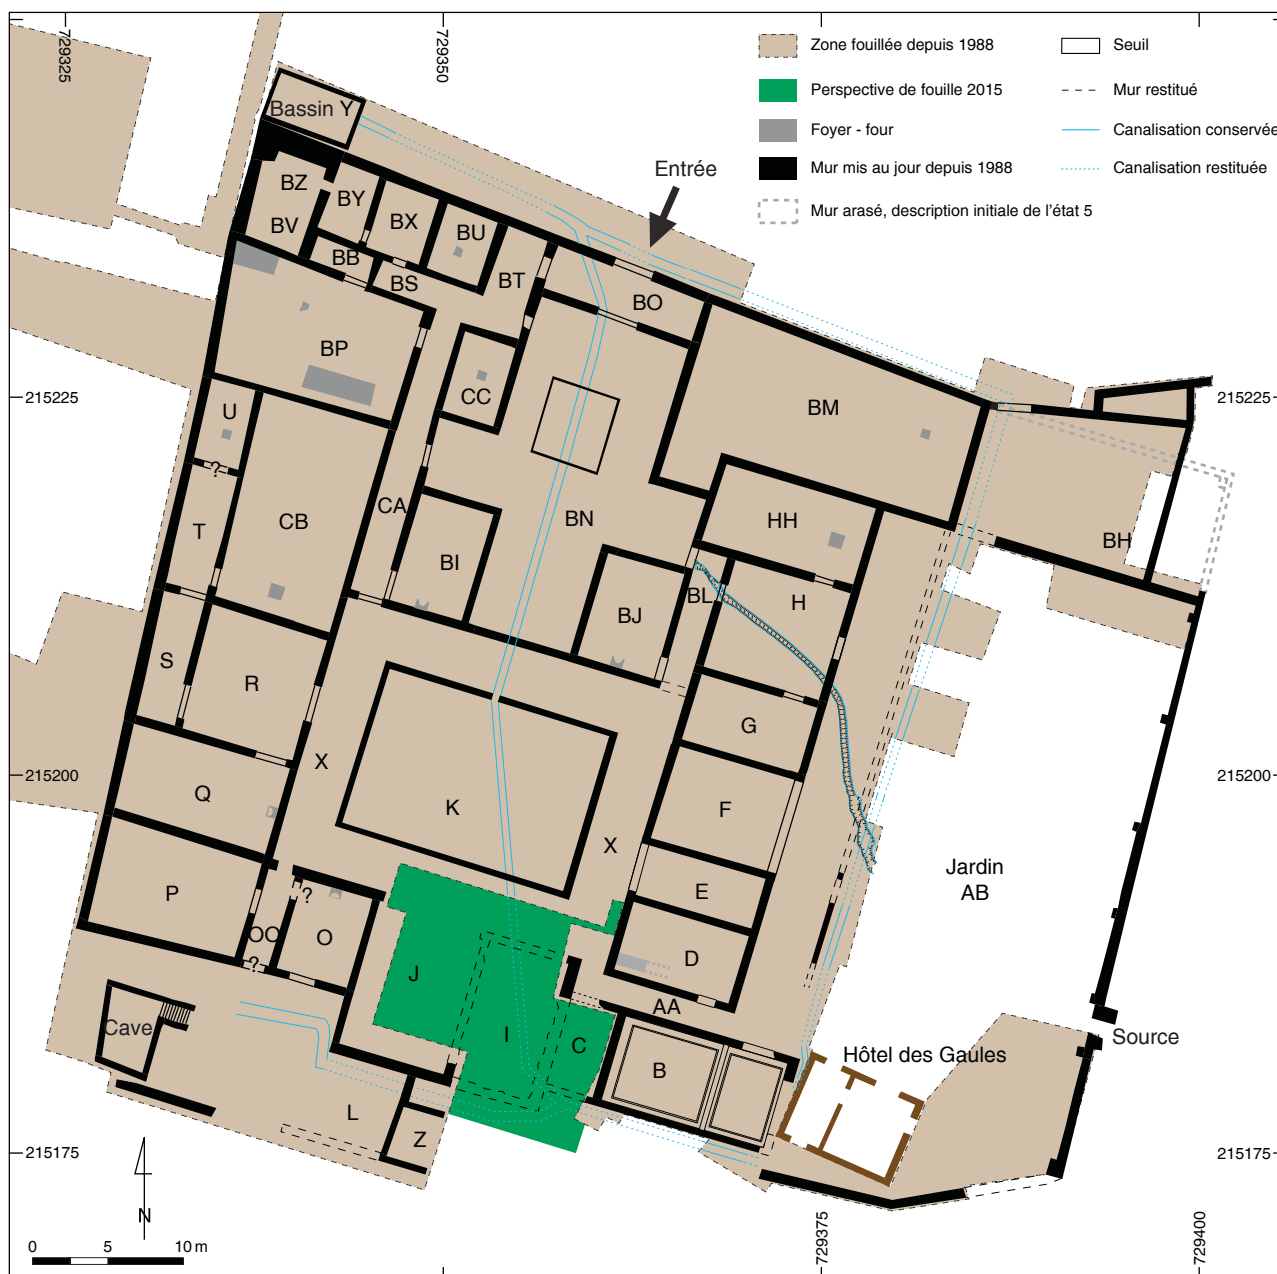 729325
729350
Zone fouillée depuis 1988
Seuil
Perspective de fouille 2015
Mur restitué
Foyer - four
Canalisation conservée
Mur mis au jour depuis 1988
Canalisation restituée
Mur arasé, description initiale de l'état 5
Bassin Y
Entrée
BZ
BY
BX
BU
BV
BB
BS
BT
BO
BP
CC
BM
215225
215225
U
?
T
CB
CA
BN
HH
BI
BH
BJ
BL
H
S
R
G
X
215200
215200
Q
K
F
X
E
P
?
Jardin
AB
OO
O
?
J
D
AA
Cave
I
C
B
Source
Hôtel des Gaules
L
Z
215175
215175
N
0 5 10 m
729375
729400